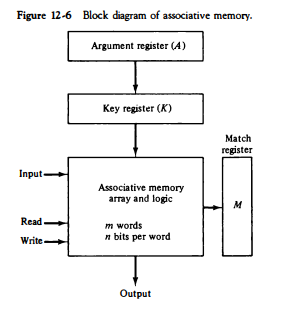 Figure 12-6 Block diagram of associative memory.
Argument register (A)
Key register (K)
Match
register
Input
Associative memory
array and logic
M
Read
m words
Write
n bits per word
Output